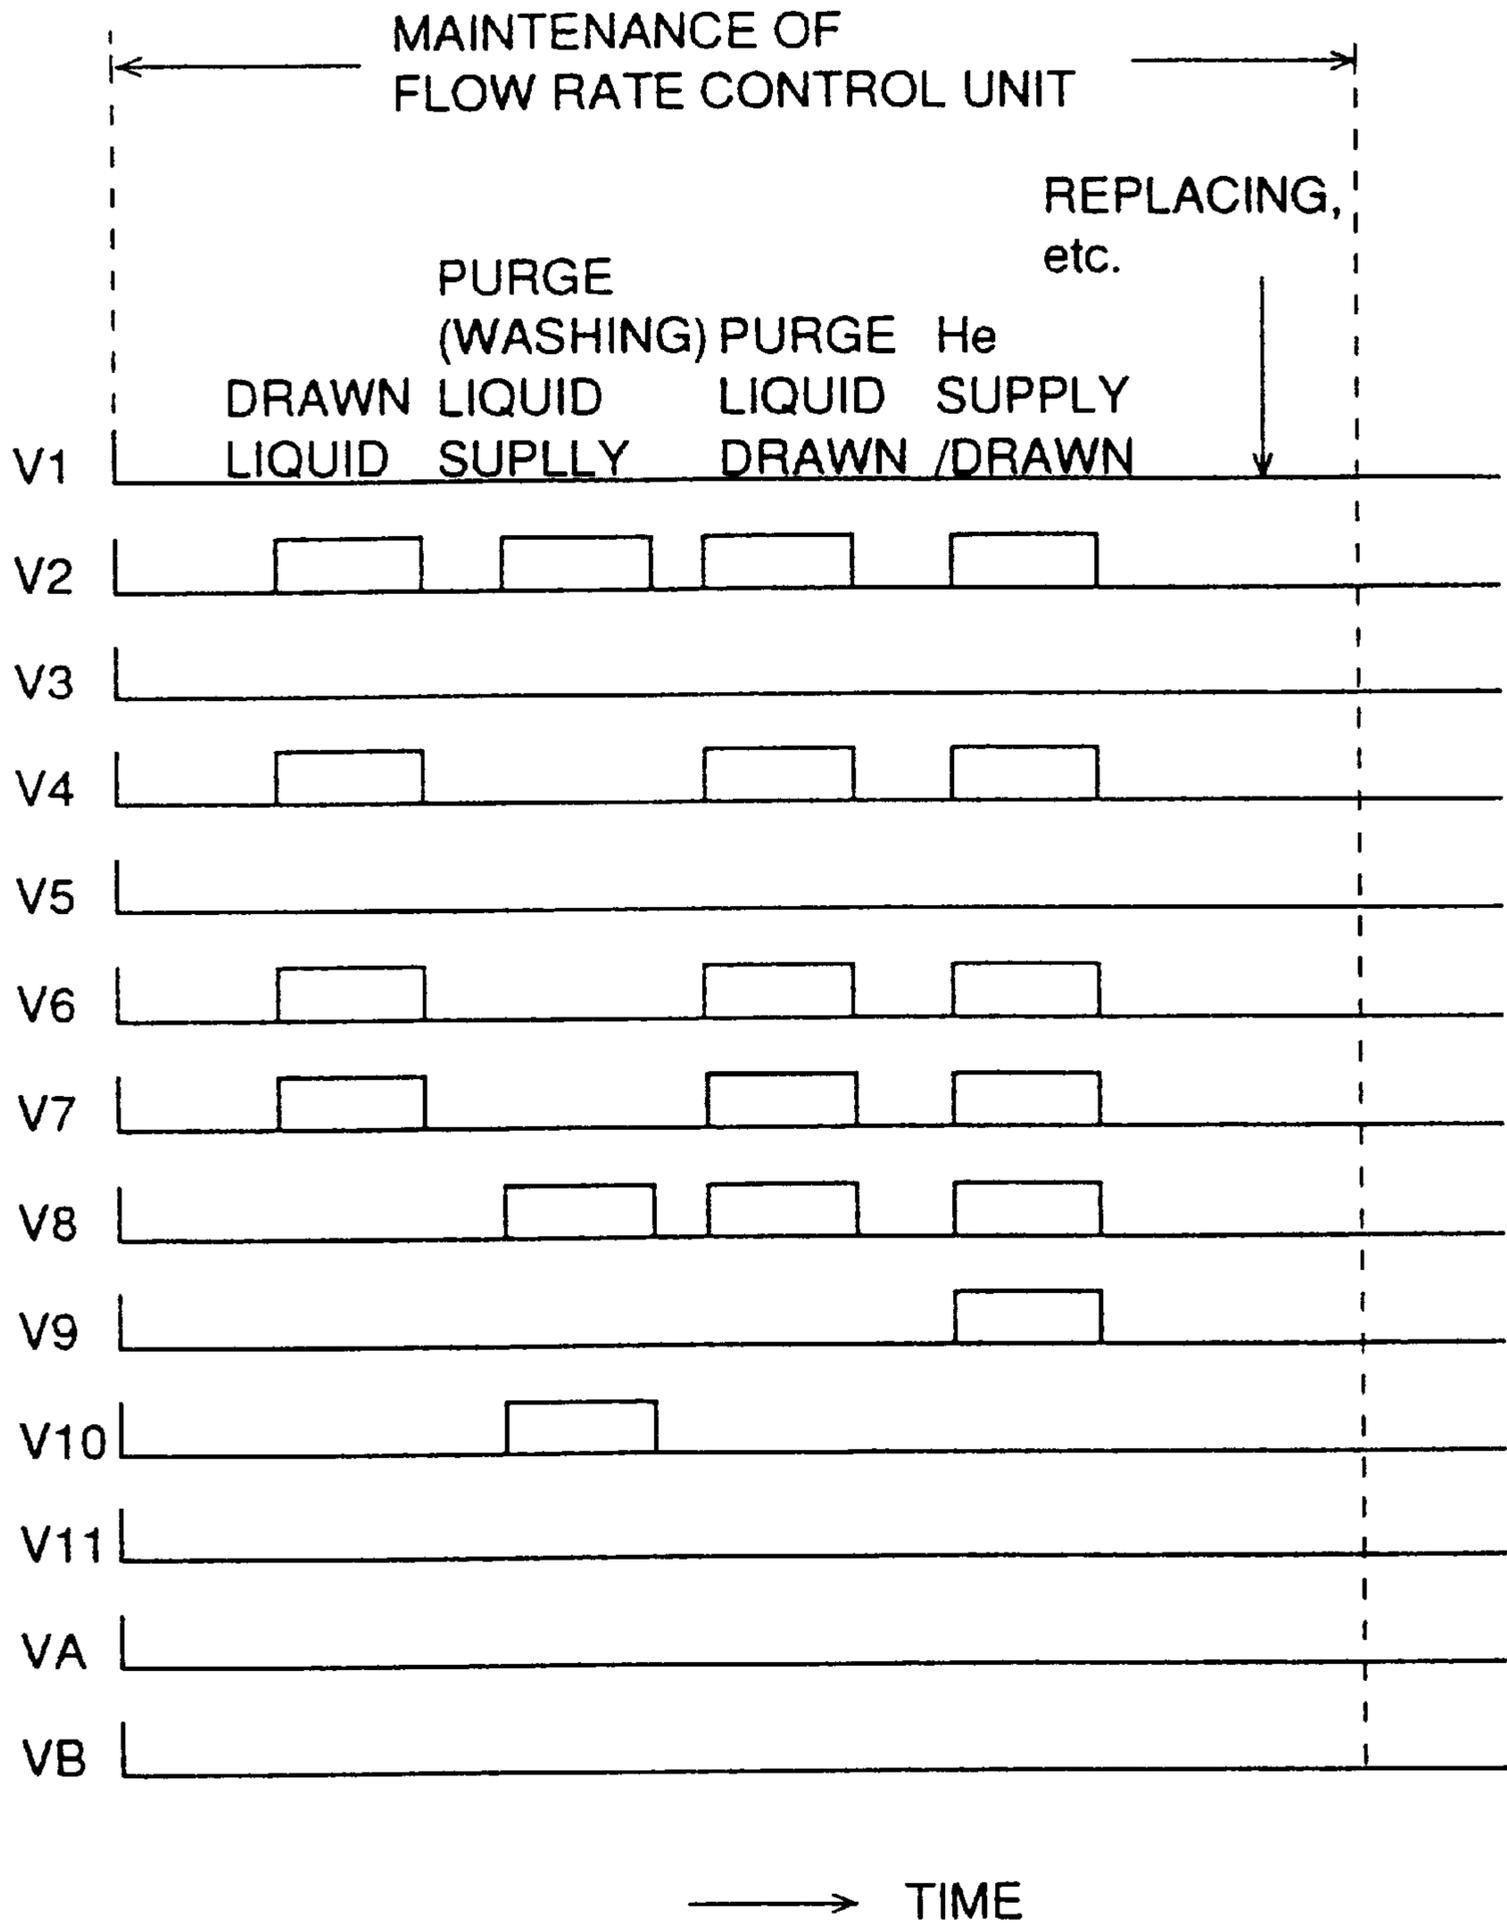 MAINTENANCE OF
FLOW RATE CONTROL UNIT
REPLACING,
etc.
DRAWN
LIQUID
PURGE
(WASHING)
LIQUID
SUPLLY
PURGE
LIQUID
DRAWN
He
SUPPLY
/DRAWN
V1
V2
V3
V4
V5
V6
V7
V8
V9
V10
V11
VA
VB
TIME